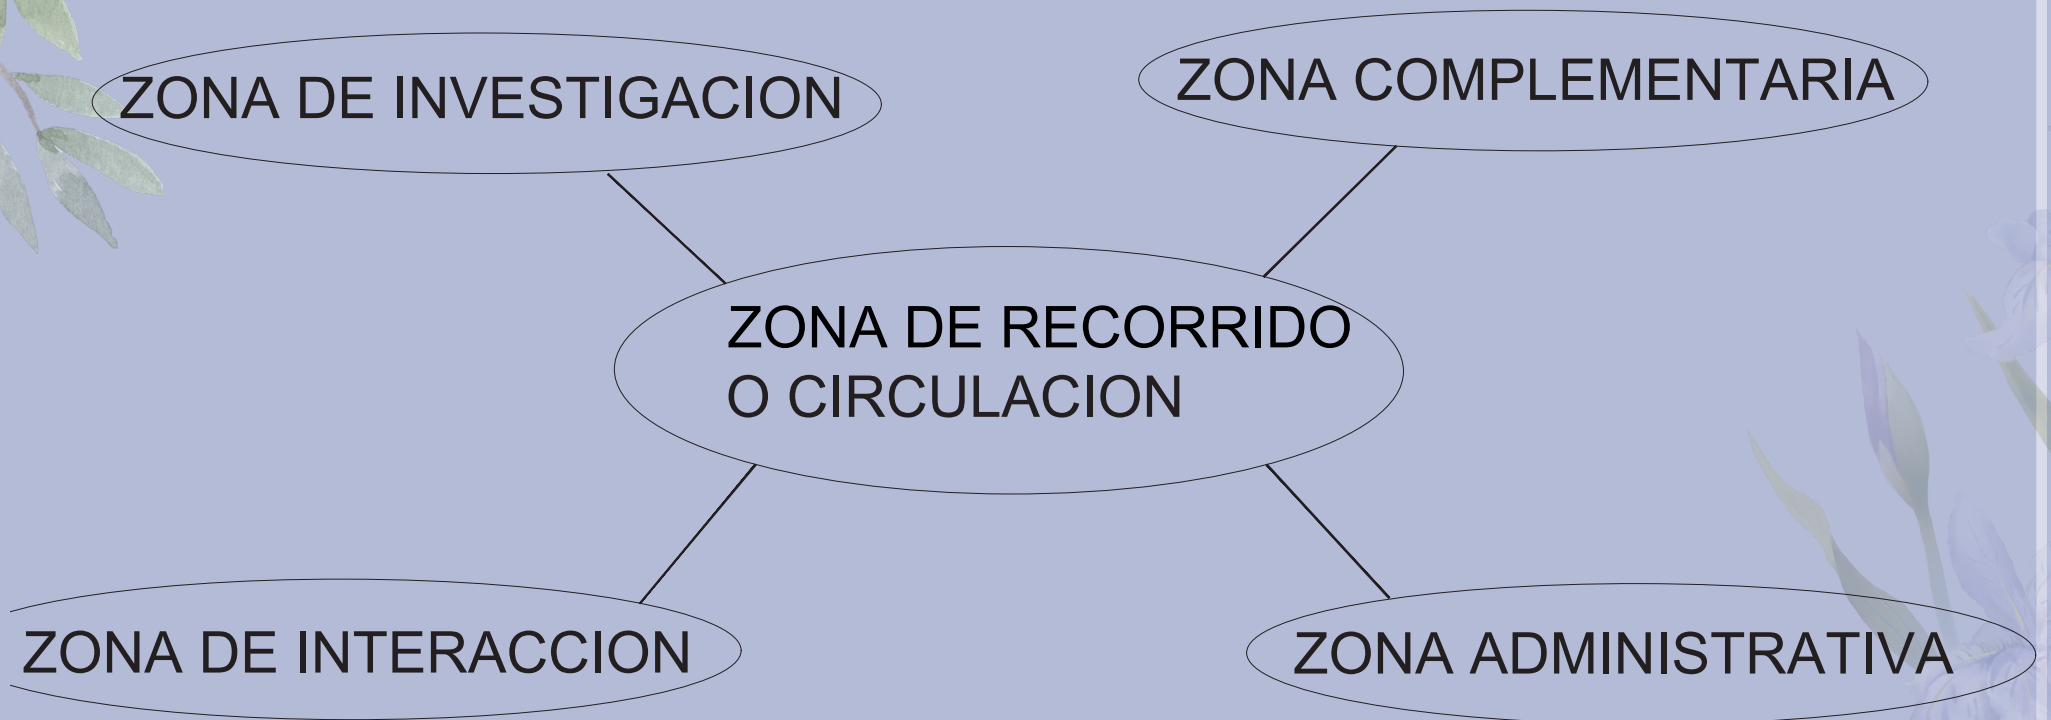 ZONA DE INVESTIGACION
ZONA COMPLEMENTARIA
ZONA DE RECORRIDO
O CIRCULACION
ZONA DE INTERACCION
ZONA ADMINISTRATIVA